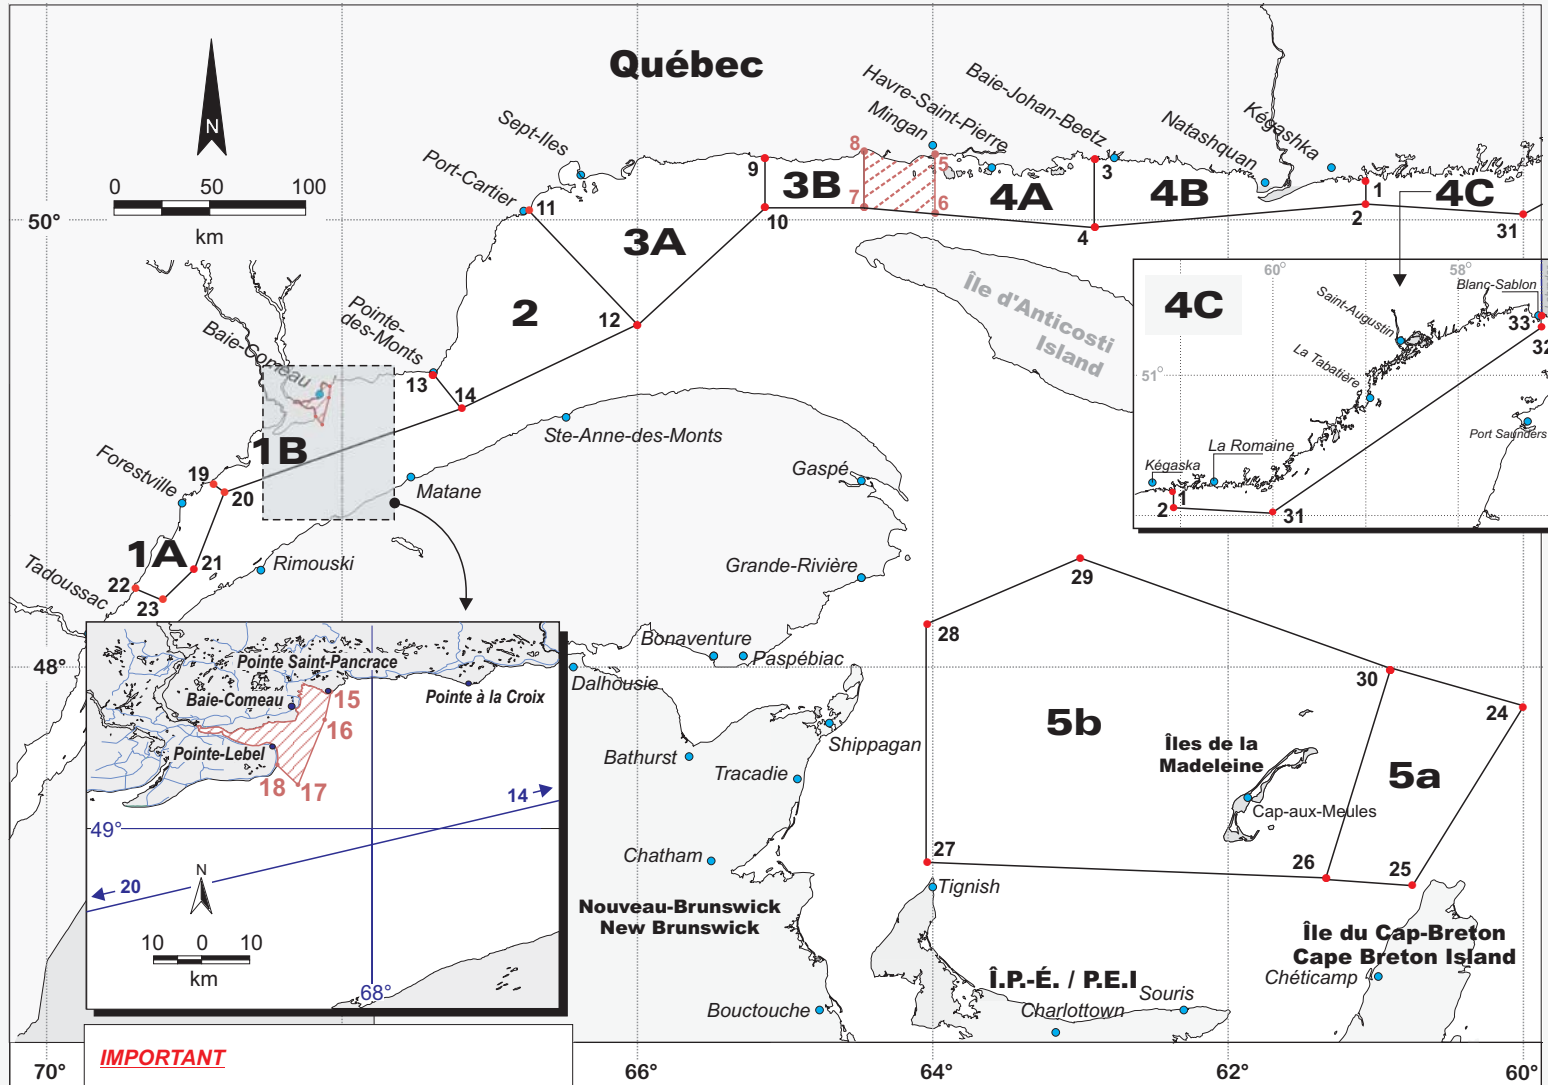 Québec
N
0 50 100
km
50°
48°
70°
66°
64°
62°
60°
Sept-Iles
Port-Cartier
11
Havre-Saint-Pierre
Mingan
Baie-Johan-Beetz
Natashquan
Kégashka
9
3B
8
7
5
6
4A
3
4B
1
4C
10
3A
4
2
31
2
12
Île d'Anticosti
Island
Pointe-
des-Monts
Baie-Comeau
13
14
1B
Ste-Anne-des-Monts
Forestville
19
20
Matane
Gaspé
1A
21
Rimouski
Tadoussac
22
23
Grande-Rivière
4C
60°
58°
Blanc-Sablon
Saint-Augustin
33
32
La Tabatière
51°
Port Saunders
La Romaine
Kégaska
1
2
31
29
28
Bonaventure
Paspébiac
Dalhousie
30
24
5b
Shippagan
Bathurst
Îles de la
Madeleine
Tracadie
5a
Cap-aux-Meules
Chatham
27
26
25
Tignish
Nouveau-Brunswick
New Brunswick
Île du Cap-Breton
Cape Breton Island
Chéticamp
Î.P.-É. / P.E.I
Souris
Charlottown
Bouctouche
Pointe Saint-Pancrace
Baie-Comeau
15
Pointe à la Croix
16
Pointe-Lebel
18
17
14
49°
20
N
10 0 10
km
68°
IMPORTANT